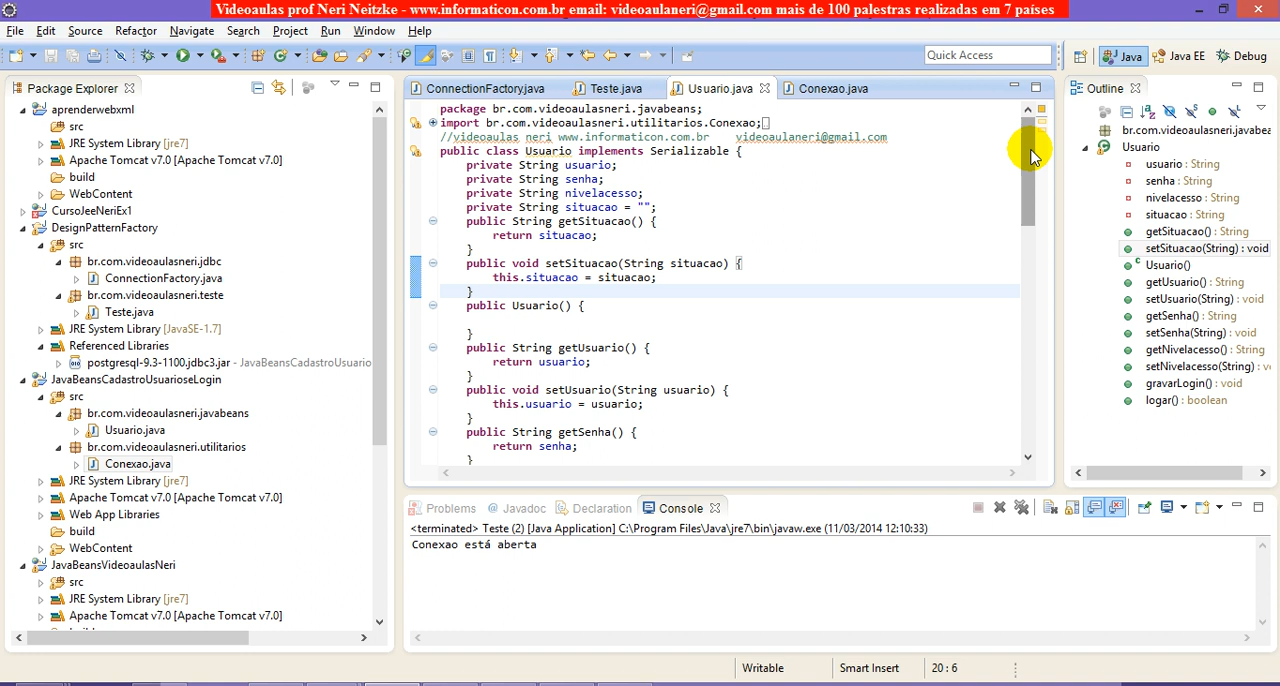 Videoaulas prof Neri Neitzke - www.informaticon.com.br email: videoaulaneri@gmail.com mais de 100 palestras realizadas em 7 países
File Edit Source Refactor Navigate Search Project Run Window Help
Quick Access
Java
Java EE
Debug
Package Explorer
aprenderwebxml
src
JRE System Library [jre7]
Apache Tomcat v7.0 [Apache Tomcat v7.0]
build
WebContent
CursoJeeNeriEx1
DesignPatternFactory
src
br.com.videoaulasneri.jdbc
ConnectionFactory.java
br.com.videoaulasneri.teste
Teste.java
JRE System Library [JavaSE-1.7]
Referenced Libraries
postgresql-9.3-1100.jdbc3.jar - JavaBeansCadastroUsuario
JavaBeansCadastroUsuarioseLogin
src
br.com.videoaulasneri.javabeans
Usuario.java
br.com.videoaulasneri.utilitarios
Conexao.java
JRE System Library [jre7]
Apache Tomcat v7.0 [Apache Tomcat v7.0]
Web App Libraries
build
WebContent
JavaBeansVideoaulasNeri
src
JRE System Library [jre7]
Apache Tomcat v7.0 [Apache Tomcat v7.0]
ConnectionFactory.java
Teste.java
Usuario.java
Conexao.java
package br.com.videoaulasneri.javabeans;
import br.com.videoaulasneri.utilitarios.Conexao;
//videoaulas neri www.informaticon.com.br videoaulaneri@gmail.com
public class Usuario implements Serializable {
private String usuario;
private String senha;
private String nivelacesso;
private String situacao = "";
public String getSituacao() {
return situacao;
}
public void setSituacao(String situacao) {
this.situacao = situacao;
}
public Usuario() {
}
public String getUsuario() {
return usuario;
}
public void setUsuario(String usuario) {
this.usuario = usuario;
}
public String getSenha() {
return senha;
}
Outline
br.com.videoaulasneri.javabea
Usuario
usuario : String
senha : String
nivelacesso : String
situacao : String
getSituacao() : String
setSituacao(String) : void
Usuario()
getUsuario() : String
setUsuario(String) : void
getSenha() : String
setSenha(String) : void
getNivelacesso() : String
setNivelacesso(String) : v
gravarLogin() : void
logar() : boolean
Problems
Javadoc
Declaration
Console
<terminated> Teste (2) [Java Application] C:\Program Files\Java\jre7\bin\javaw.exe (11/03/2014 12:10:33)
Conexao está aberta
Writable
Smart Insert
20 : 6